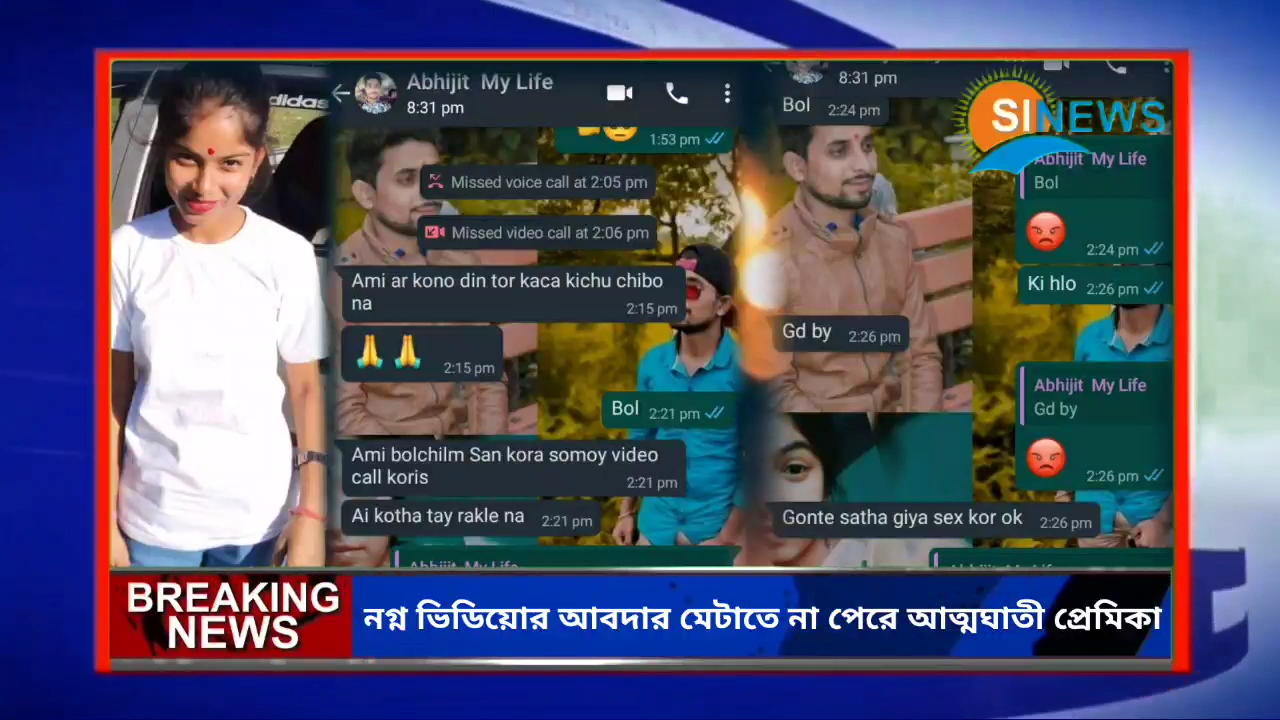 adidas
Abhijit My Life
8:31 pm
1:53 pm
Missed voice call at 2:05 pm
Missed video call at 2:06 pm
Ami ar kono din tor kaca kichu chibo
na
2:15 pm
2:15 pm
Bol 2:21 pm
Ami bolchilm San kora somoy video
call koris
2:21 pm
Ai kotha tay rakle na 2:21 pm
Abhijit My Life
8:31 pm
Bol 2:24 pm
SINEWS
Abhijit My Life
Bol
2:24 pm
Ki hlo 2:26 pm
Gd by 2:26 pm
Abhijit My Life
Gd by
2:26 pm
Gonte satha giya sex kor ok 2:26 pm
BREAKING
NEWS
নগ্ন ভিডিয়োর আবদার মেটাতে না পেরে আত্মঘাতী প্রেমিকা